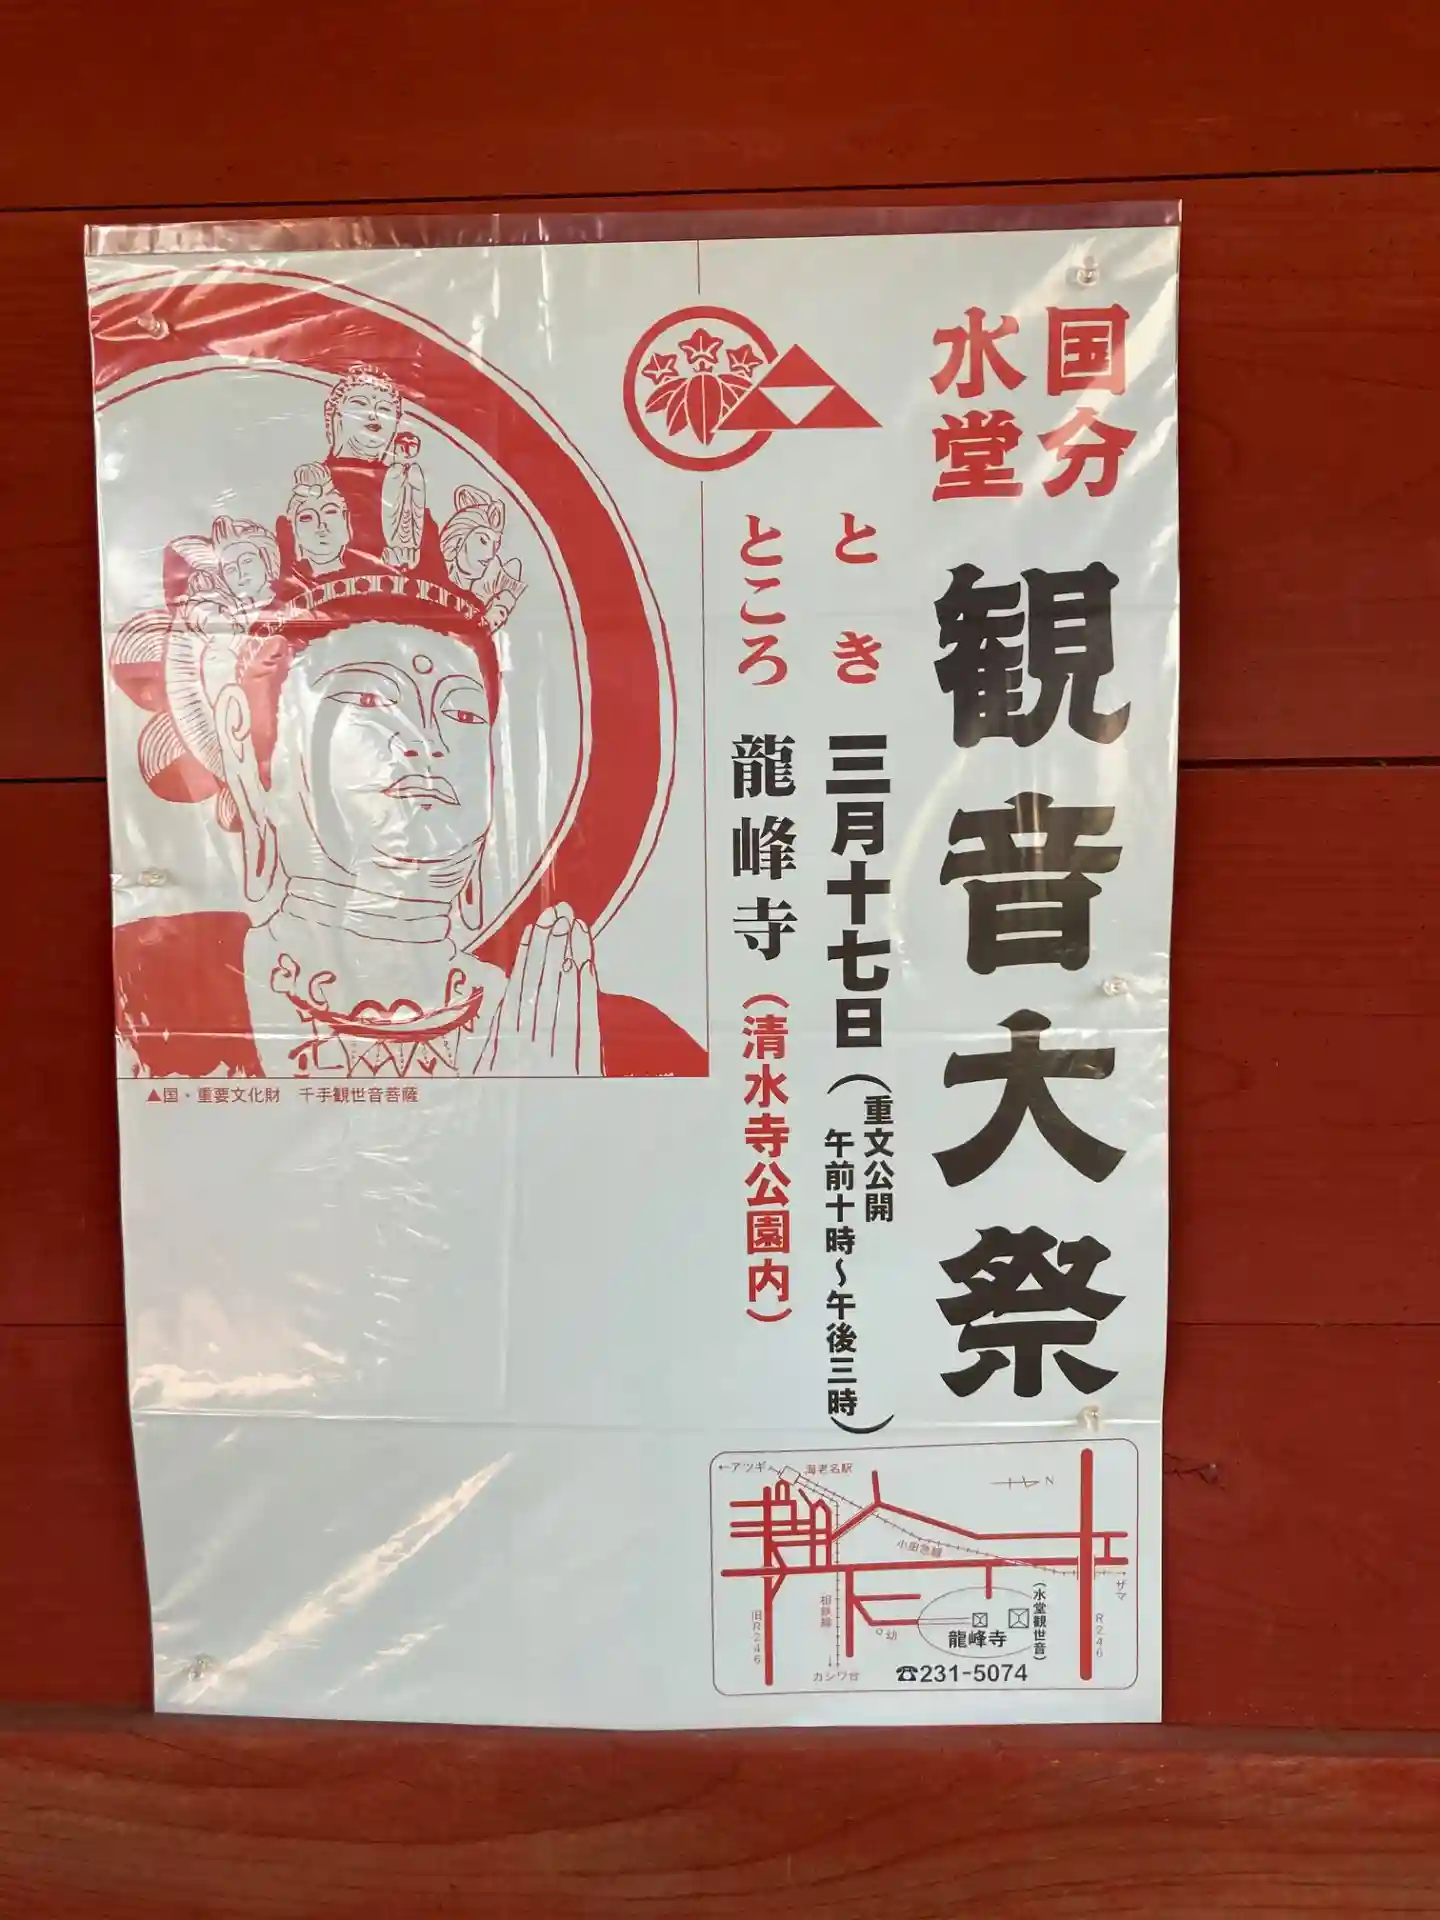 国分
水堂
観音大祭
とき 三月十七日
(重文公開
午前十時~午後三時)
ところ 龍峰寺 (清水寺公園内)
▲国・重要文化財 千手観世音菩薩
←アツギへ
海老名駅
N
小田急線
ザマ
旧R246
相鉄線
カシワ台
幼
龍峰寺
(水堂観世音)
R246
☎231-5074